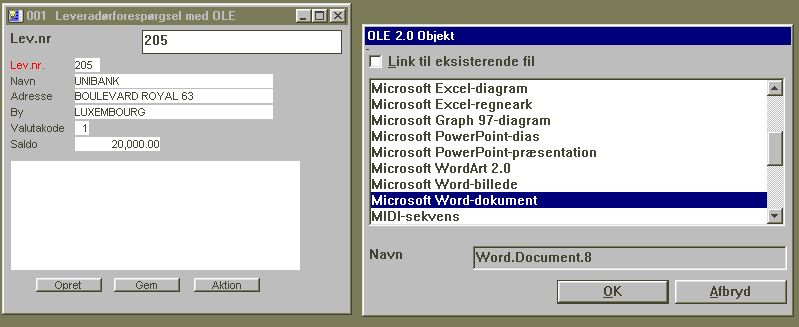 001 Leveradørforespørgsel med OLE
Lev.nr 205
Lev.nr. 205
Navn UNIBANK
Adresse BOULEVARD ROYAL 63
By LUXEMBOURG
Valutakode 1
Saldo 20,000.00
Opret Gem Aktion
OLE 2.0 Objekt
Link til eksisterende fil
Microsoft Excel-diagram
Microsoft Excel-regneark
Microsoft Graph 97-diagram
Microsoft PowerPoint-dias
Microsoft PowerPoint-præsentation
Microsoft WordArt 2.0
Microsoft Word-billede
Microsoft Word-dokument
MIDI-sekvens
Navn Word.Document.8
OK Afbryd